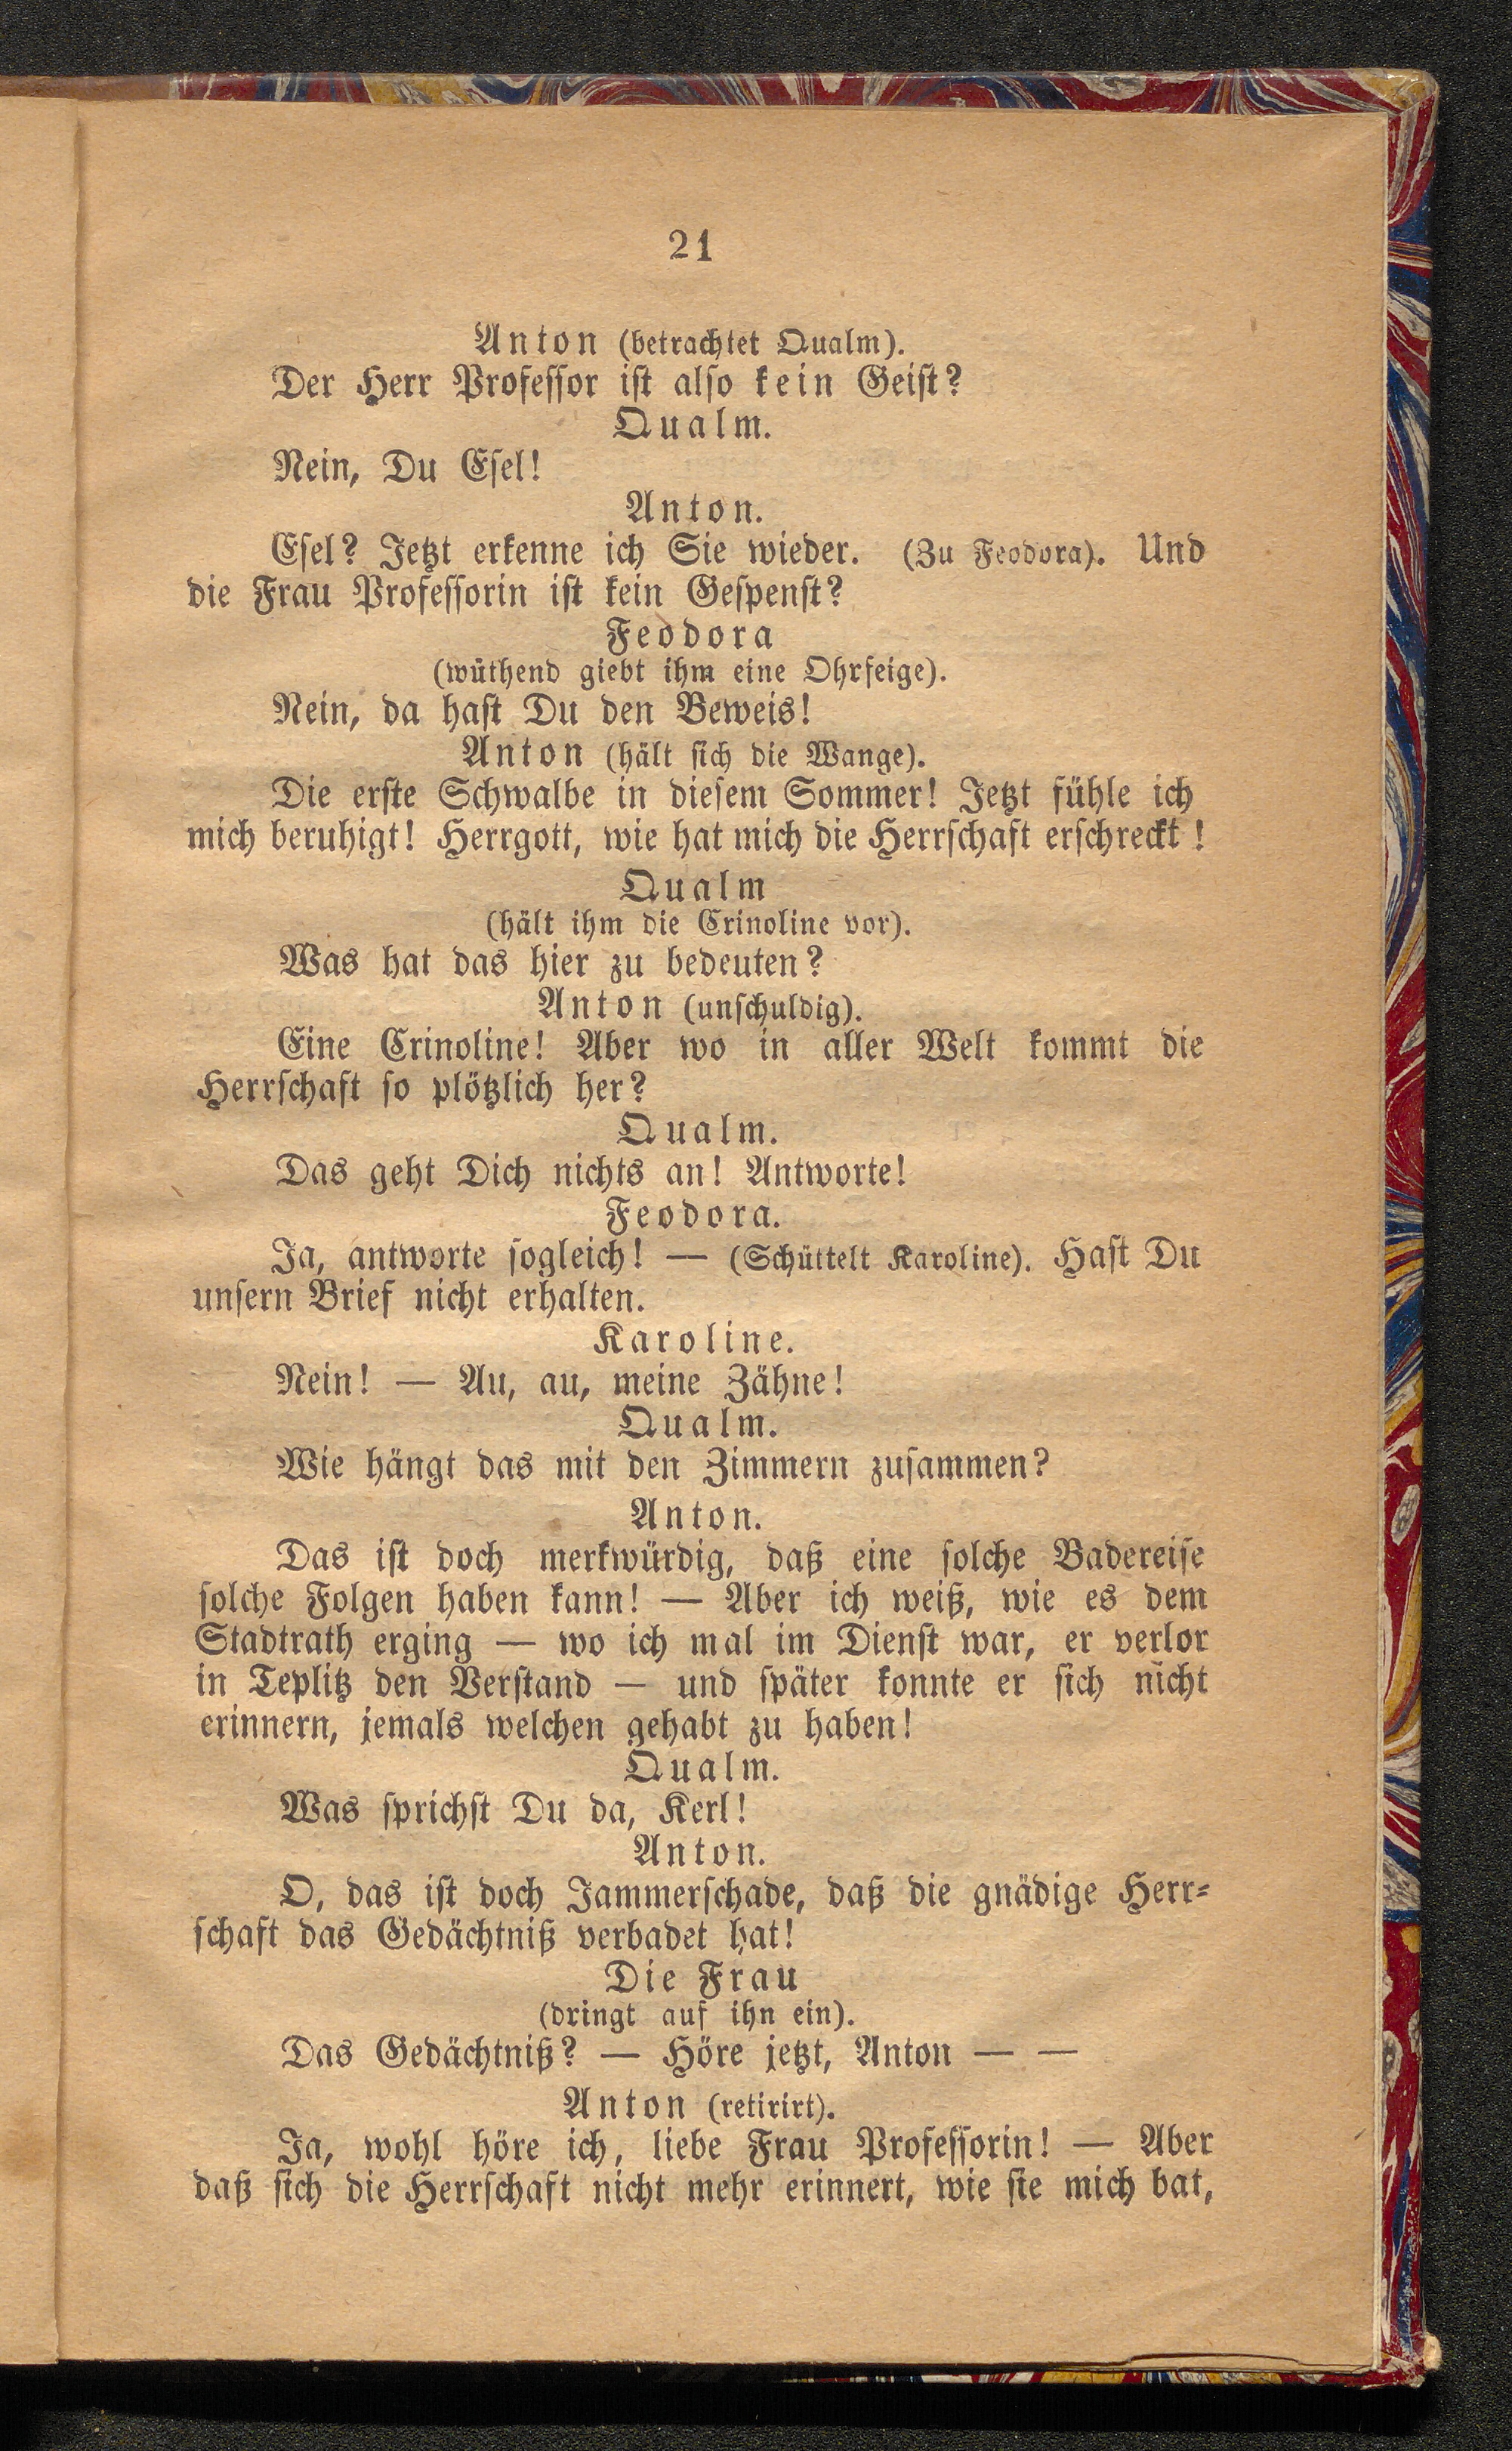 21
Anton (betrachtet Qualm).
Der Herr Professor ist also kein Geist?
Qualm.
Nein, Du Esel!
Anton.
Esel? Jetzt erkenne ich Sie wieder. (Zu Feodora). Und
die Frau Professorin ist kein Gespenst?
Feodora
(wüthend giebt ihm eine Ohrfeige).
Nein, da hast Du den Beweis!
Anton (hält sich die Wange).
Die erste Schwalbe in diesem Sommer! Jetzt fühle ich
mich beruhigt! Herrgott, wie hat mich die Herrschaft erschreckt!
Qualm
(hält ihm die Crinoline vor).
Was hat das hier zu bedeuten?
Anton (unschuldig).
Eine Crinoline! Aber wo in aller Welt kommt die
Herrschaft so plötzlich her?
Qualm.
Das geht Dich nichts an! Antworte!
Feodora.
Ja, antworte sogleich! — (Schüttelt Karoline). Hast Du
unsern Brief nicht erhalten.
Karoline.
Nein! — Au, au, meine Zähne!
Qualm.
Wie hängt das mit den Zimmern zusammen?
Anton.
Das ist doch merkwürdig, daß eine solche Badereise
solche Folgen haben kann! — Aber ich weiß, wie es dem
Stadtrath erging — wo ich mal im Dienst war, er verlor
in Teplitz den Verstand — und später konnte er sich nicht
erinnern, jemals welchen gehabt zu haben!
Qualm.
Was sprichst Du da, Kerl!
Anton.
O, das ist doch Jammerschade, daß die gnädige Herr-
schaft das Gedächtniß verbadet hat!
Die Frau
(dringt auf ihn ein).
Das Gedächtniß? — Höre jetzt, Anton — —
Anton (retirirt).
Ja, wohl höre ich, liebe Frau Professorin! — Aber
daß sich die Herrschaft nicht mehr erinnert, wie sie mich bat,